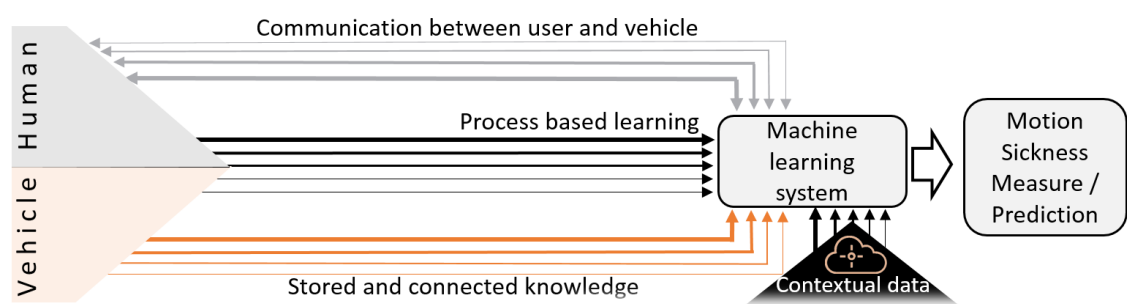 Communication between user and vehicle
Human
Process based learning
Machine
learning
system
Motion
Sickness
Measure /
Prediction
Vehicle
Stored and connected knowledge
Contextual data